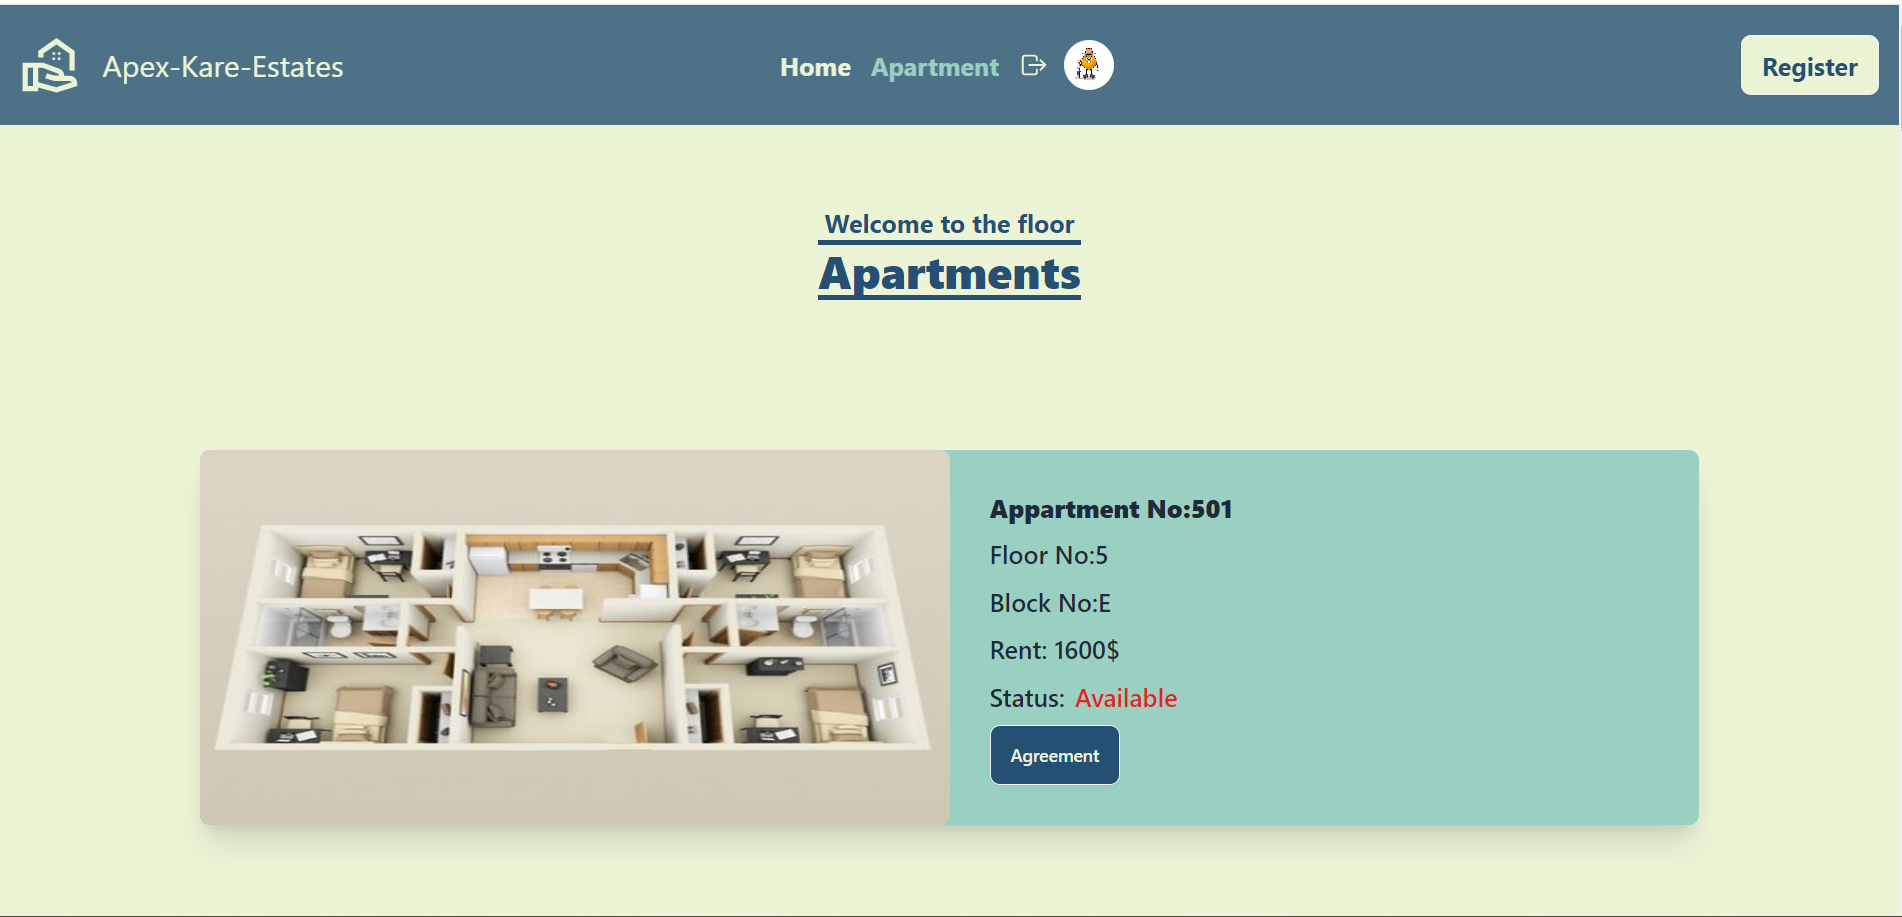 Apex-Kare-Estates
Home Apartment
Register
Welcome to the floor
Apartments
Appartment No:501
Floor No:5
Block No:E
Rent: 1600$
Status: Available
Agreement